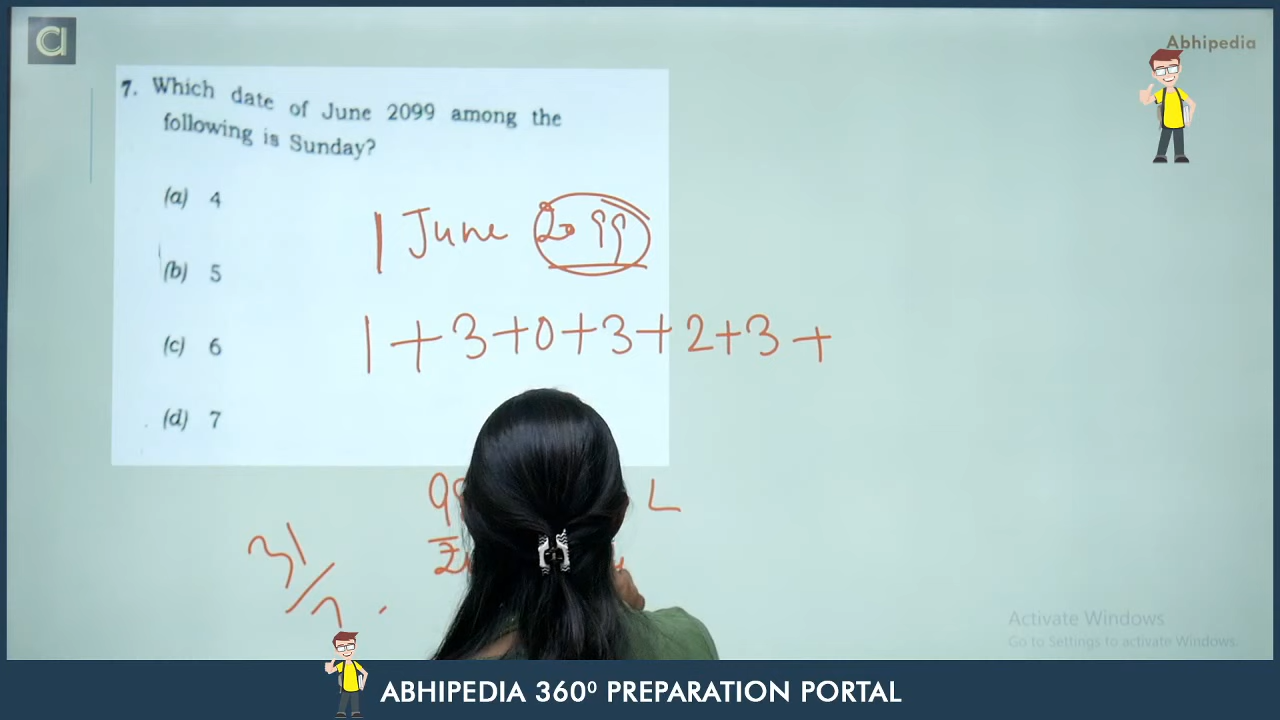 Abhipedia
7. Which date of June 2099 among the
following is Sunday?
(a) 4
(b) 5
(c) 6
(d) 7
1 June 2099
1 + 3 + 0 + 3 + 2 + 3 +
L
31/7
Activate Windows
Go to Settings to activate Windows.
ABHIPEDIA 360⁰ PREPARATION PORTAL